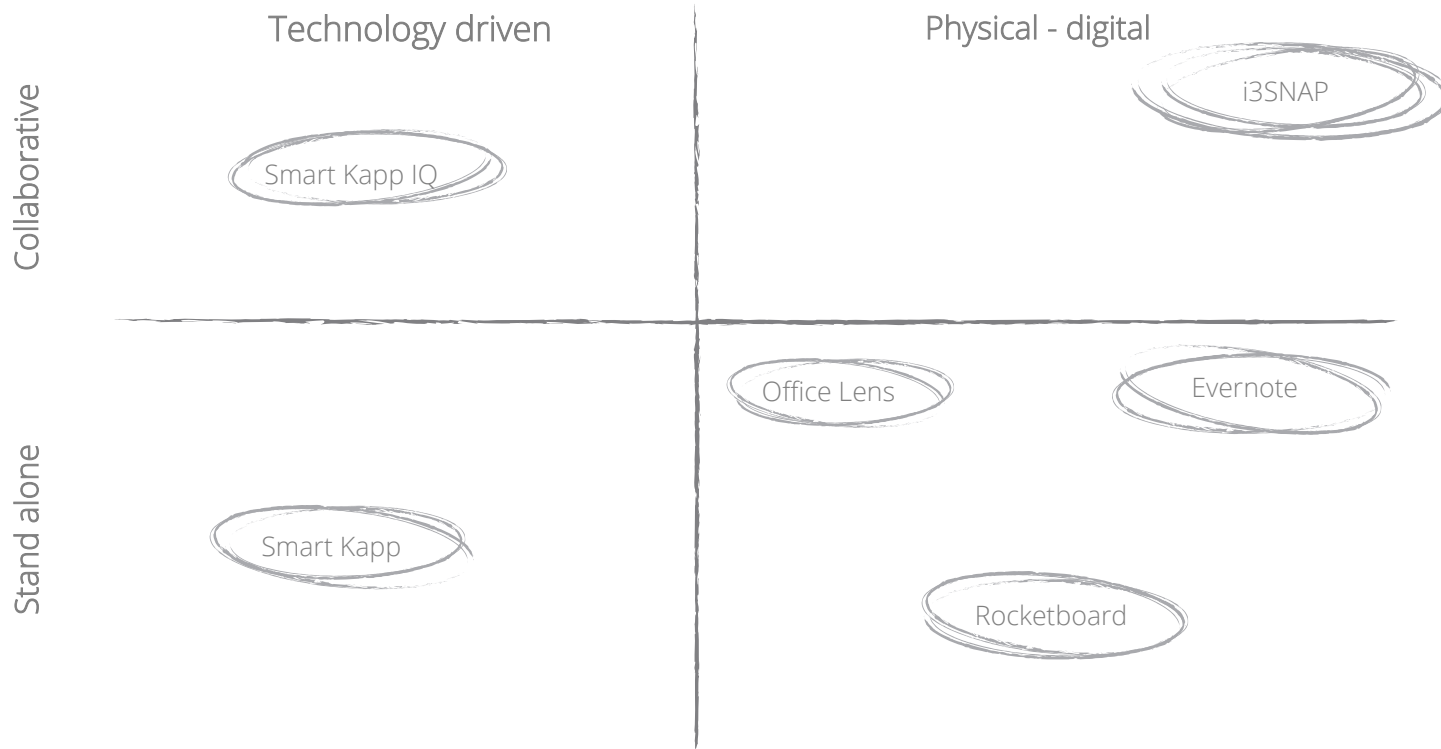 Technology driven
Physical - digital
Collaborative
i3SNAP
Smart Kapp IQ
Stand alone
Office Lens
Evernote
Smart Kapp
Rocketboard